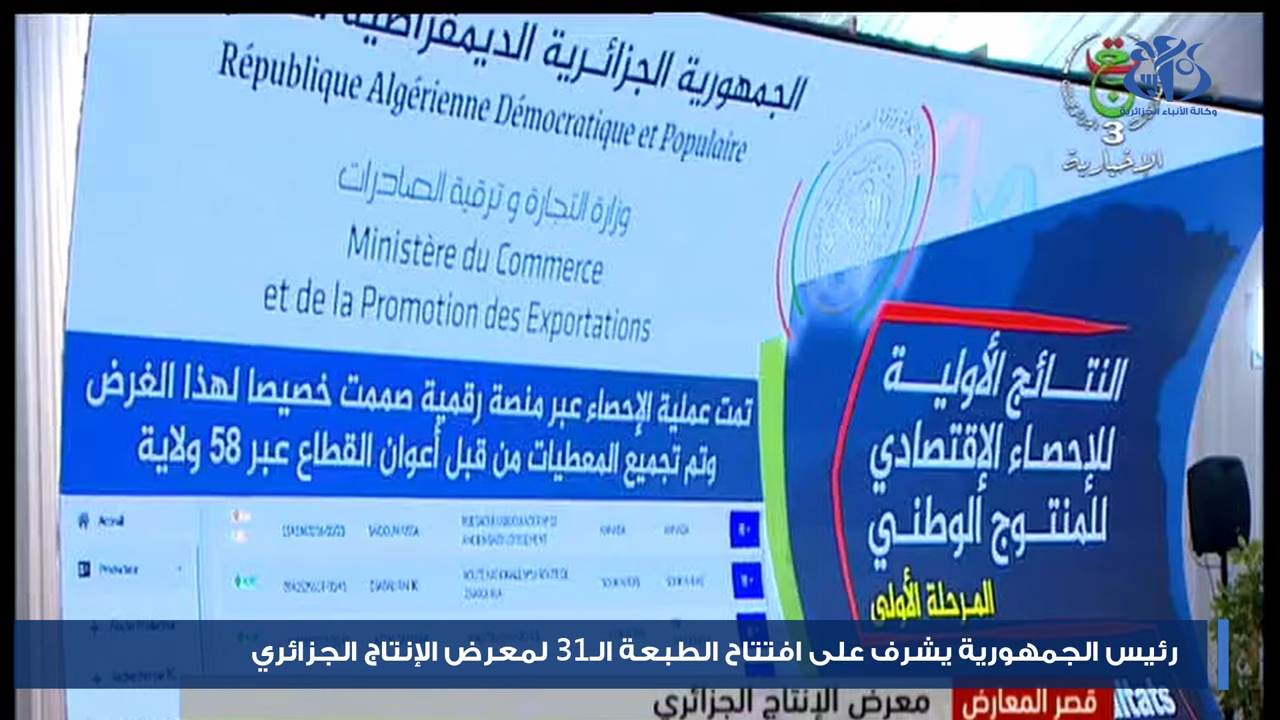 الجمهورية الجزائرية الديمقراطية
République Algérienne Démocratique et Populaire
وزارة التجارة و ترقية الصادرات
Ministère du Commerce
et de la Promotion des Exportations
تمت عملية الإحصاء عبر منصة رقمية صممت خصيصا لهذا الغرض
وتم تجميع المعطيات من قبل أعوان القطاع عبر 58 ولاية
النتائج الأولية
للإحصاء الإقتصادي
للمنتوج الوطني
المرحلة الأولى
وكالة الأنباء الجزائرية
3
الإخبارية
Accueil
Producteur
رئيس الجمهورية يشرف على افتتاح الطبعة الـ31 لمعرض الإنتاج الجزائري
قصر المعارض
معرض الإنتاج الجزائري